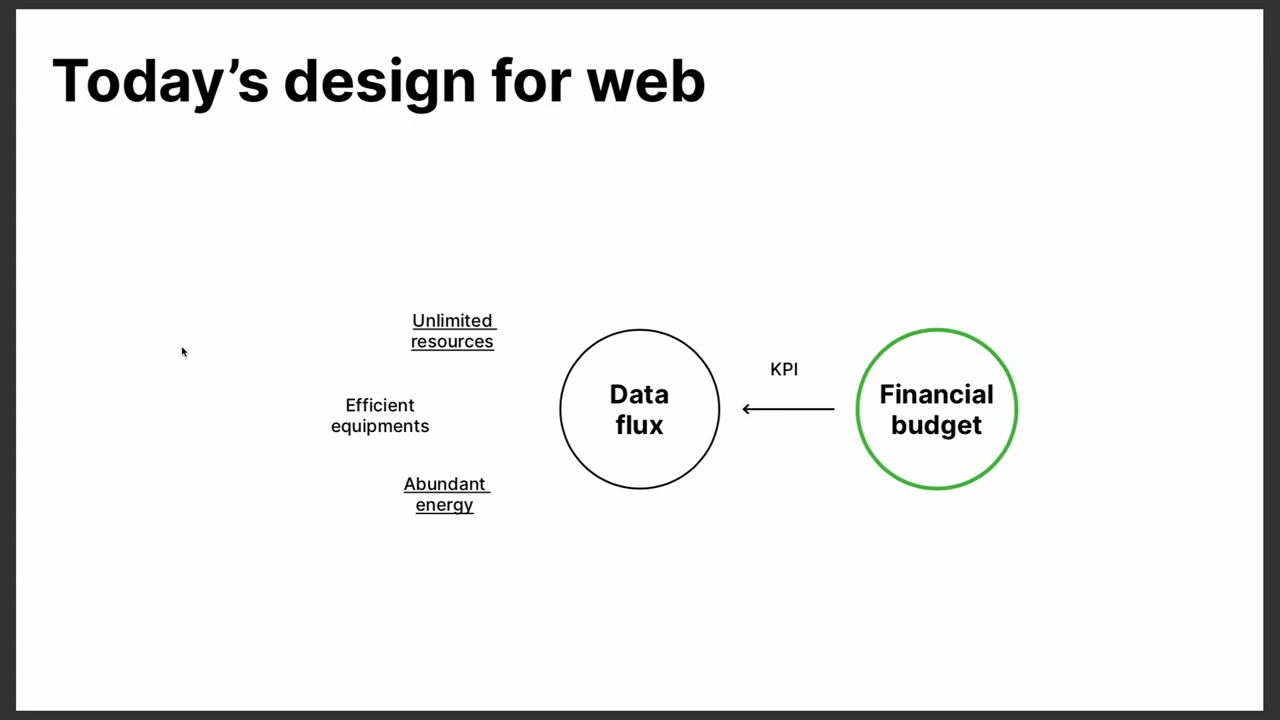 Today’s design for web
Unlimited
resources
Efficient
equipments
Abundant
energy
Data
flux
KPI
Financial
budget